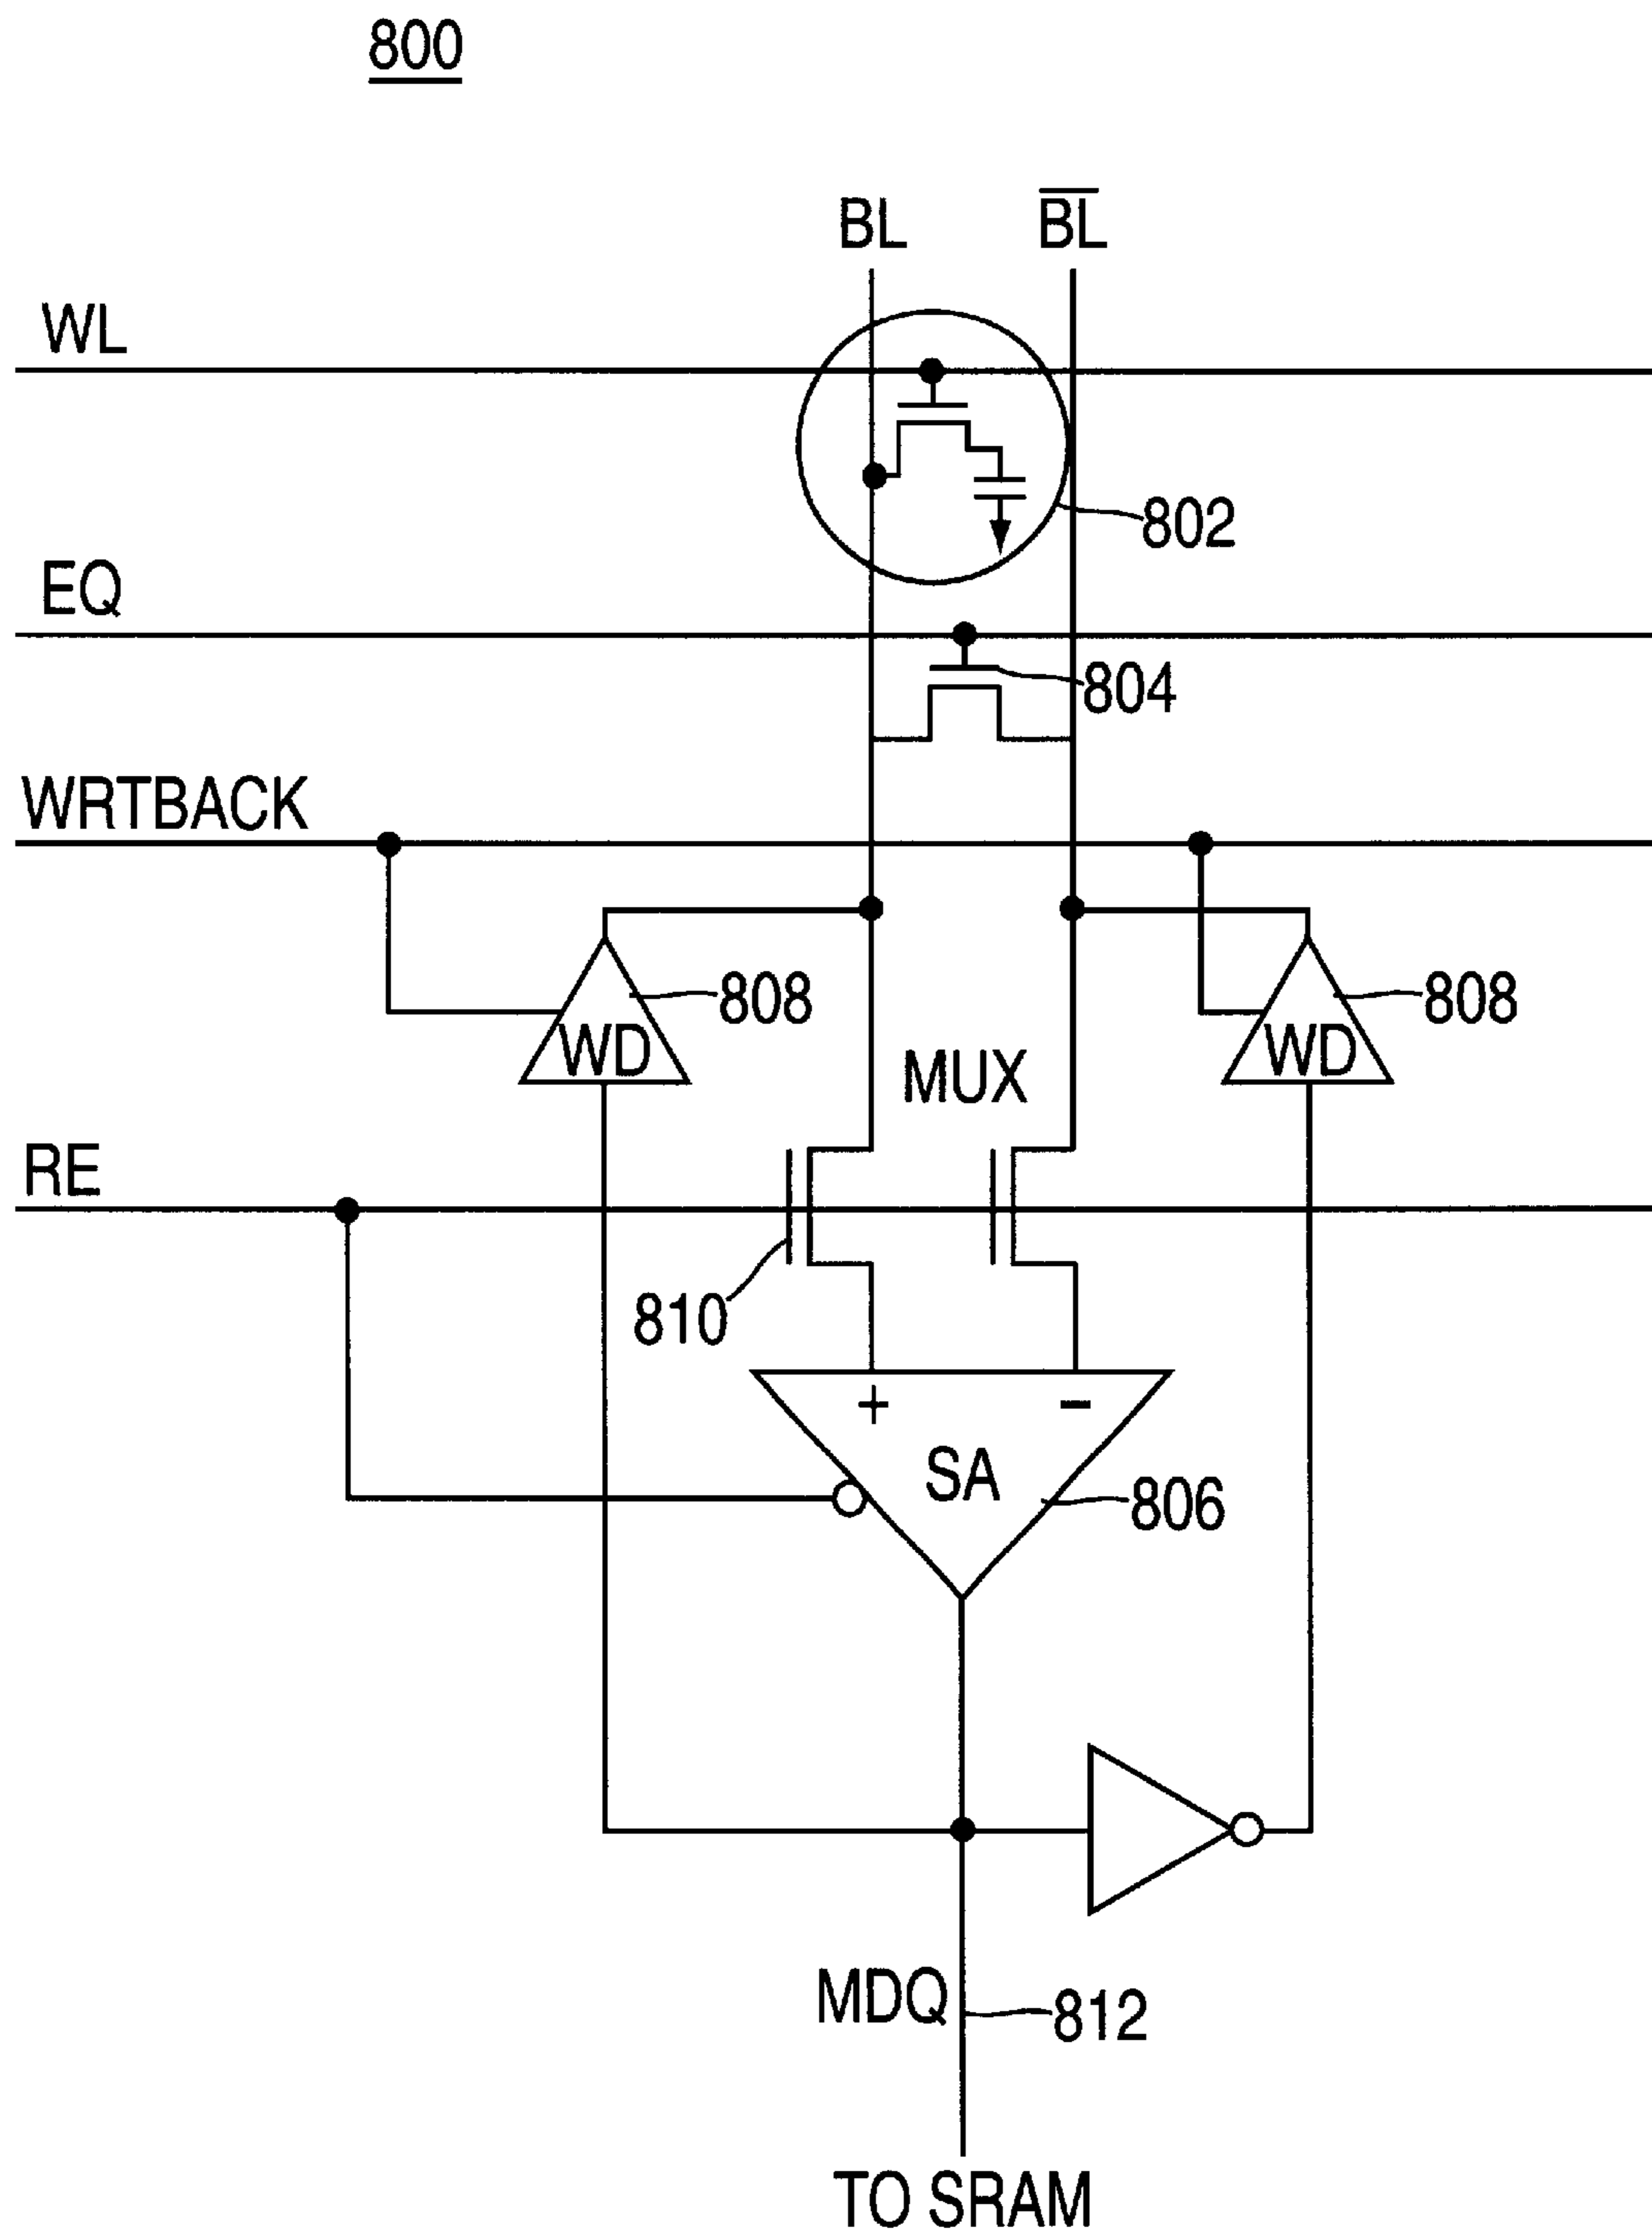 800
BL
B̅L̅
WL
802
EQ
804
WRTBACK
808
808
WD
WD
MUX
RE
810
+
-
SA
806
MDQ
812
TO SRAM